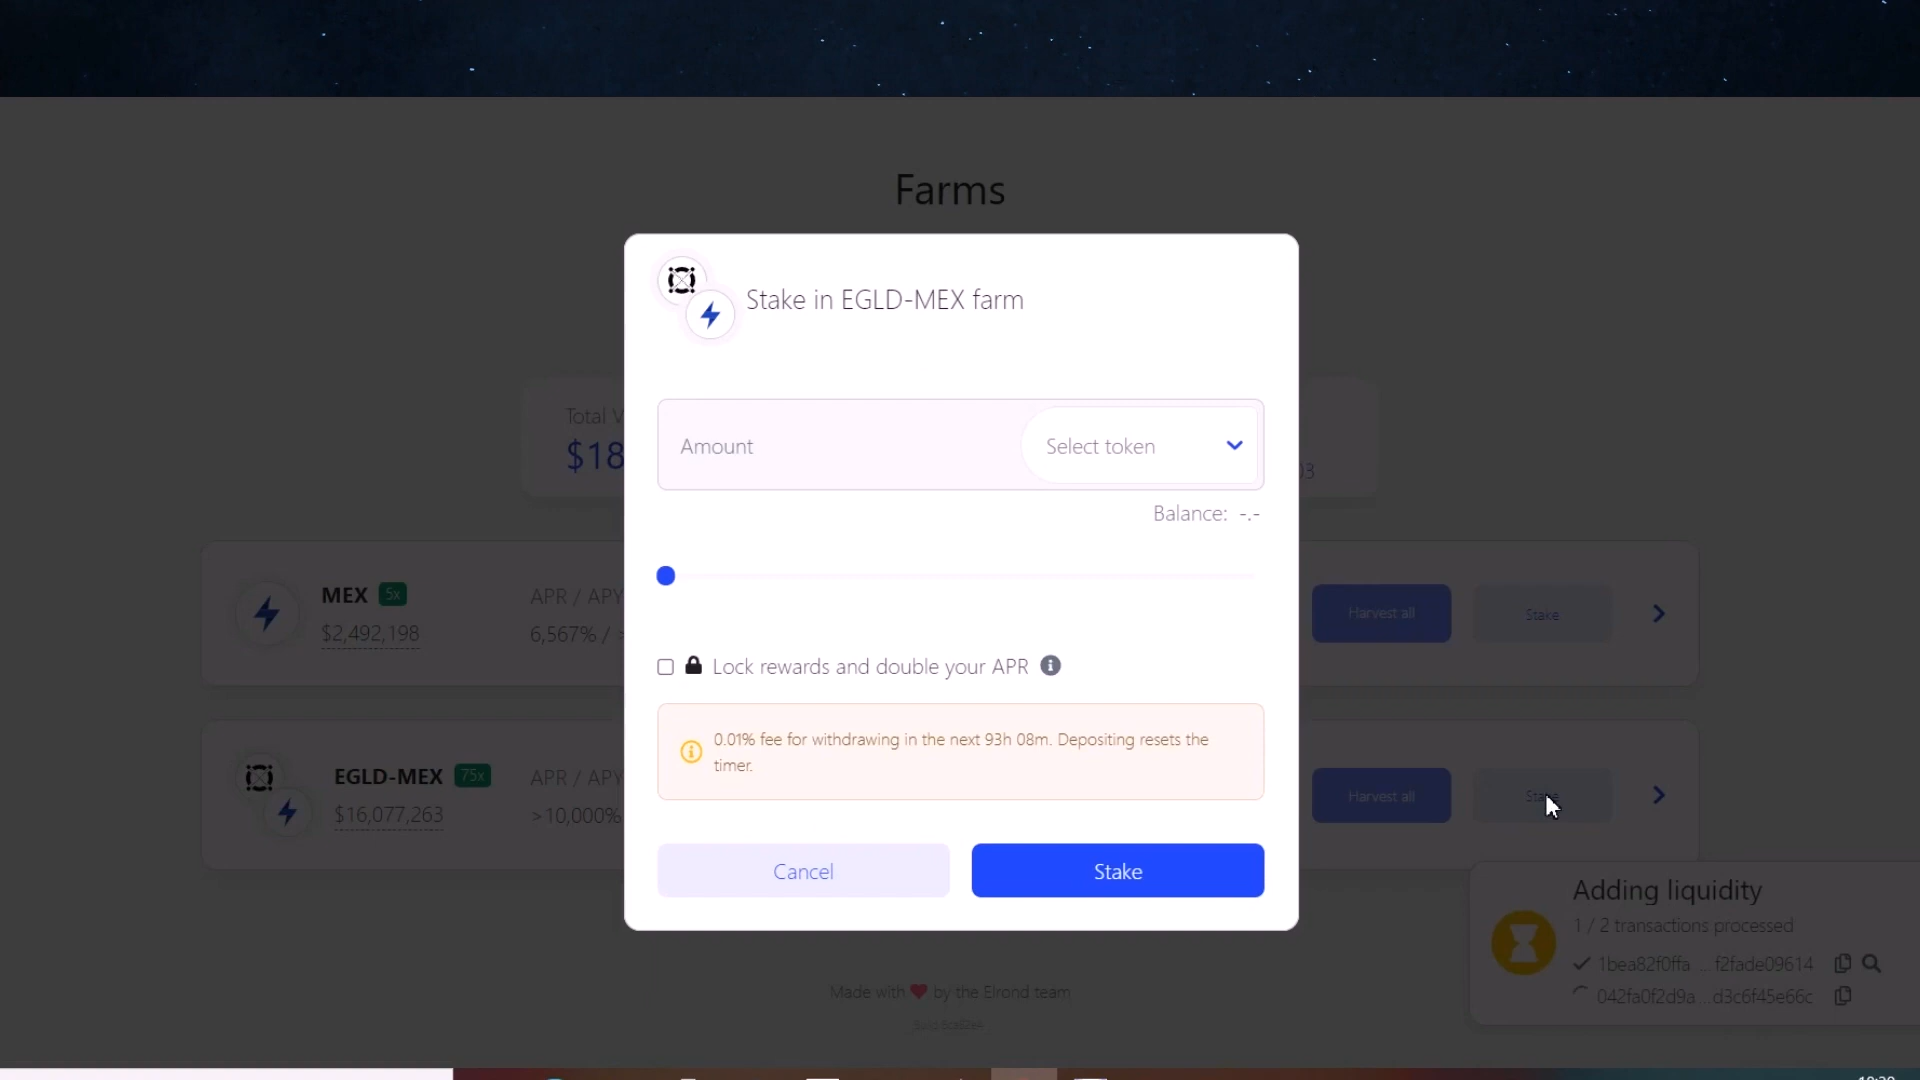 Farms
Stake in EGLD-MEX farm
Total V
$18
Amount
Select token
03
Balance: -.-
MEX 5x
$2,492,198
APR / APY
6,567% / >
Harvest all
Stake
Lock rewards and double your APR
0.01% fee for withdrawing in the next 93h 08m. Depositing resets the
timer.
EGLD-MEX 75x
$16,077,263
APR / APY
>10,000%
Harvest all
Stake
Cancel
Stake
Adding liquidity
1 / 2 transactions processed
1bea82f0ffa ... f2fade09614
042fa0f2d9a...d3c6f45e66c
Made with ❤ by the Elrond team